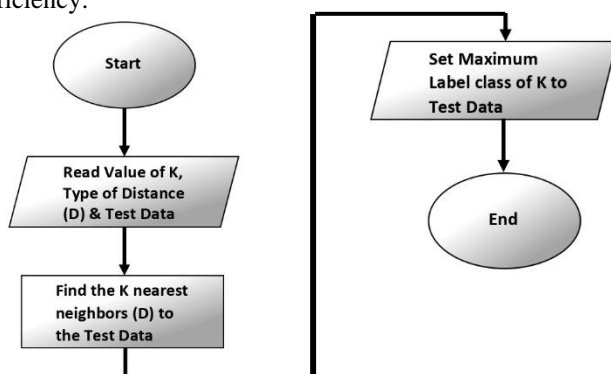 Start
Read Value of K,
Type of Distance
(D) & Test Data
Find the K nearest
neighbors (D) to
the Test Data
Set Maximum
Label class of K to
Test Data
End